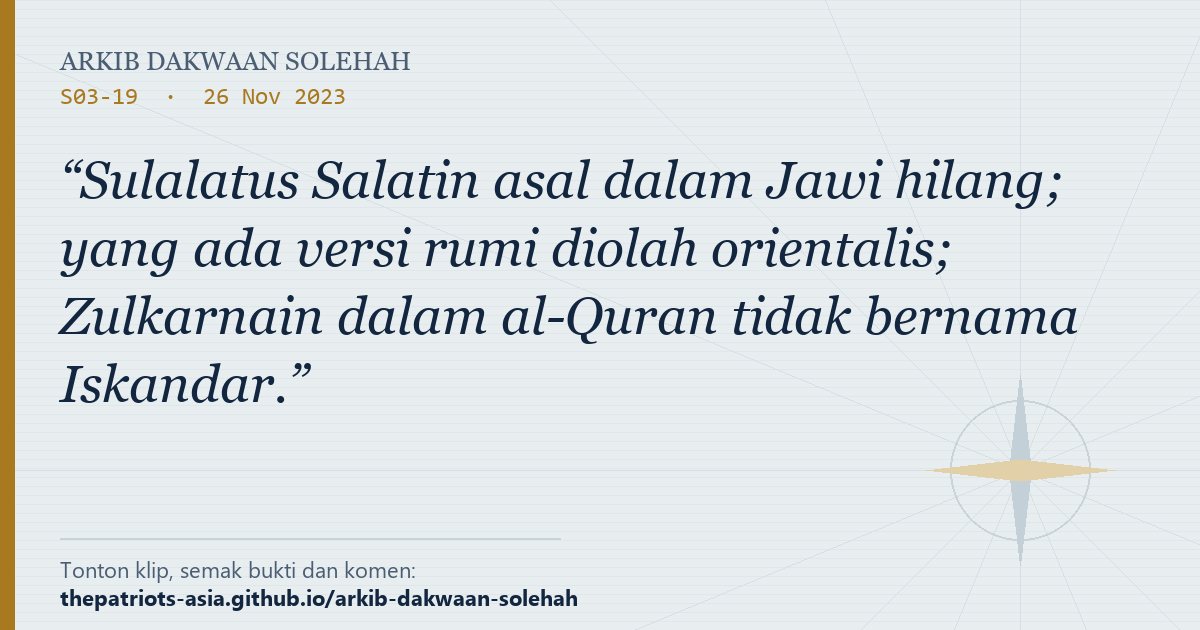 ARKIB DAKWAAN SOLEHAH
S03-19 · 26 Nov 2023
“Sulalatus Salatin asal dalam Jawi hilang;
yang ada versi rumi diolah orientalis;
Zulkarnain dalam al-Quran tidak bernama
Iskandar.”
Tonton klip, semak bukti dan komen:
thepatriots-asia.github.io/arkib-dakwaan-solehah